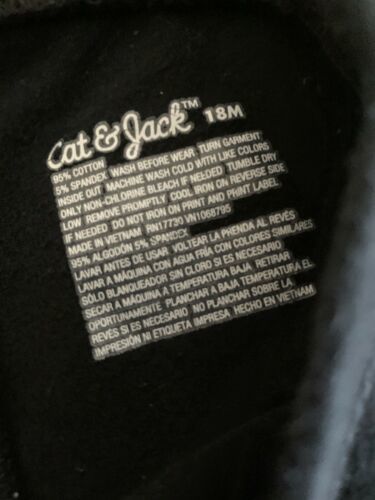 Cat & Jack™ 18M
95% COTTON
5% SPANDEX WASH BEFORE WEAR TURN GARMENT
INSIDE OUT MACHINE WASH COLD WITH LIKE COLORS
ONLY NON-CHLORINE BLEACH IF NEEDED TUMBLE DRY
LOW REMOVE PROMPTLY COOL IRON ON REVERSE SIDE
IF NEEDED DO NOT IRON ON PRINT AND PRINT LABEL
MADE IN VIETNAM RN17730 VN1068795
95% ALGODÓN 5% SPANDEX
LAVAR ANTES DE USAR VOLTEAR LA PRENDA AL REVÉS
LAVAR A MÁQUINA CON AGUA FRÍA CON COLORES SIMILARES
SÓLO BLANQUEADOR SIN CLORO SI ES NECESARIO
SECAR A MÁQUINA A TEMPERATURA BAJA RETIRAR
OPORTUNAMENTE PLANCHAR A BAJA TEMPERATURA EL
REVÉS SI ES NECESARIO NO PLANCHAR SOBRE LA
IMPRESIÓN NI ETIQUETA IMPRESA HECHO EN VIETNAM